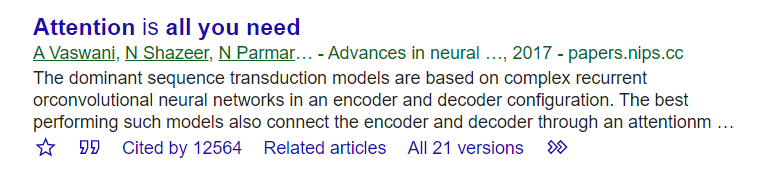 Attention is all you need
A Vaswani, N Shazeer, N Parmar… - Advances in neural …, 2017 - papers.nips.cc
The dominant sequence transduction models are based on complex recurrent
orconvolutional neural networks in an encoder and decoder configuration. The best
performing such models also connect the encoder and decoder through an attentionm …
Cited by 12564 Related articles All 21 versions